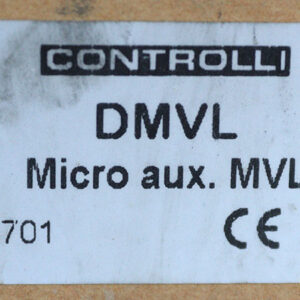 CONTROLLI
DMVL
Micro aux. MVL
701 CE